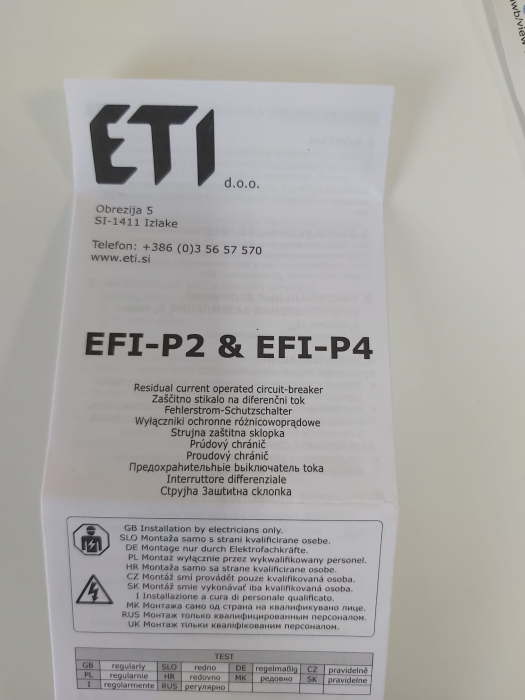 wb/view
ETI
d.o.o.
Obrezija 5
SI-1411 Izlake
Telefon: +386 (0)3 56 57 570
www.eti.si
EFI-P2 & EFI-P4
Residual current operated circuit-breaker
Zaščitno stikalo na diferenčni tok
Fehlerstrom-Schutzschalter
Wyłączniki ochronne różnicowoprądowe
Strujna zaštitna sklopka
Prúdový chránič
Proudový chránič
Предохранительные выключатель тока
Interruttore differenziale
Струјна Заштитна склопка
GB Installation by electricians only.
SLO Montaža samo s strani kvalificirane osebe.
DE Montage nur durch Elektrofachkräfte.
PL Montaż wyłącznie przez wykwalifikowany personel.
HR Montaža samo sa strane kvalificirane osobe.
CZ Montáž smí provádět pouze kvalifikovaná osoba.
SK Montáže smie vykonávať iba kvalifikovaná osoba.
I Installazione a cura di personale qualificato.
MK Монтажа само од страна на квалификувано лице.
RUS Монтаж только квалифицированным персоналом.
UK Монтаж тільки кваліфікованим персоналом.
TEST
GB regularly SLO redno DE regelmäßig CZ pravidelně
PL regularnie HR redovno MK редовно SK pravidelne
I regolarmente RUS регулярно